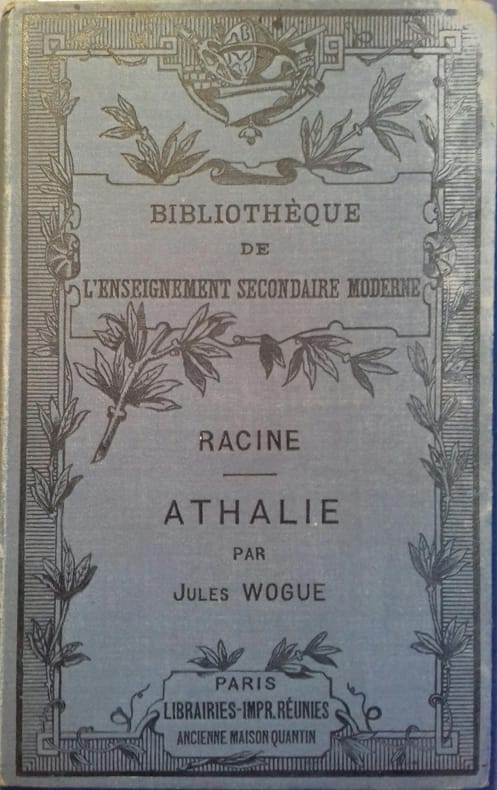 BIBLIOTHÈQUE
DE
L'ENSEIGNEMENT SECONDAIRE MODERNE
RACINE
ATHALIE
PAR
JULES WOGUE
PARIS
LIBRAIRIES-IMPR. RÉUNIES
ANCIENNE MAISON QUANTIN